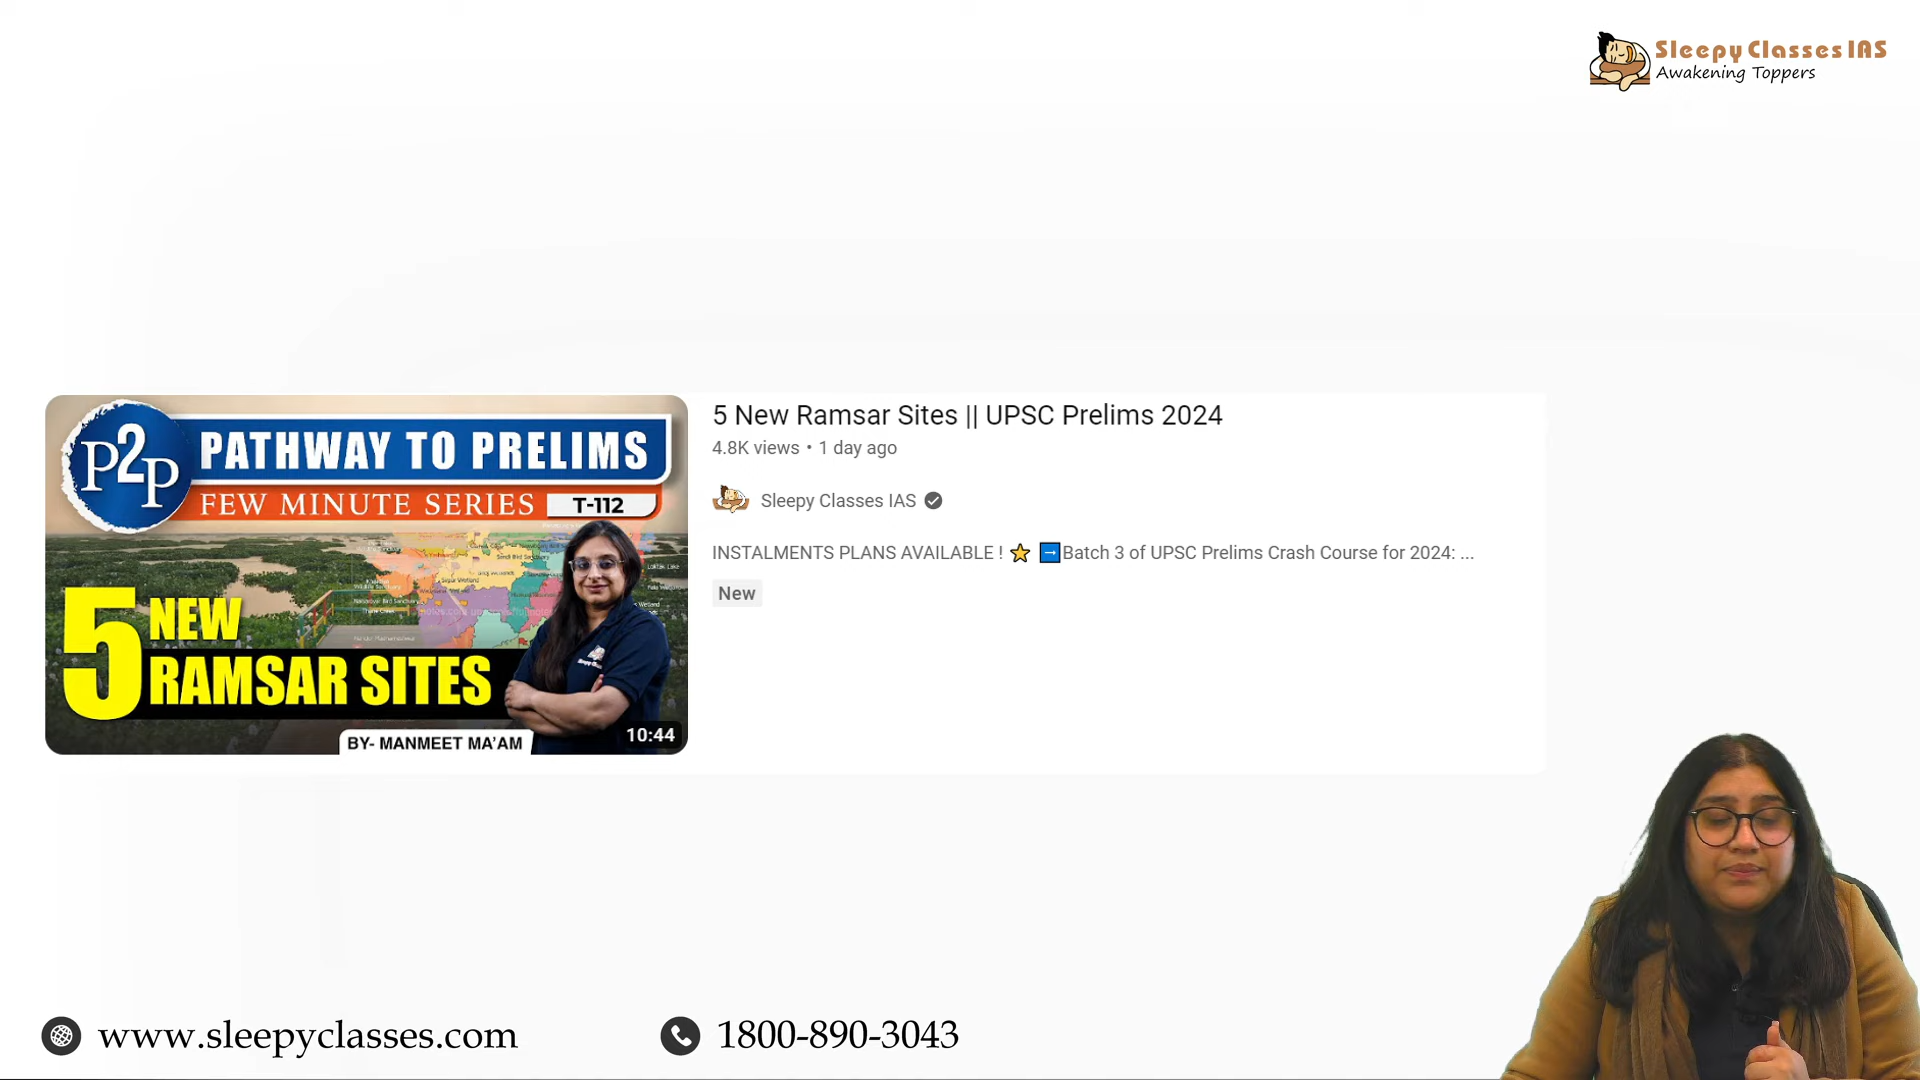 Sleepy Classes IAS
Awakening Toppers
P2P
PATHWAY TO PRELIMS
FEW MINUTE SERIES T-112
5 NEW
RAMSAR SITES
BY- MANMEET MA'AM
10:44
5 New Ramsar Sites || UPSC Prelims 2024
4.8K views • 1 day ago
Sleepy Classes IAS
INSTALMENTS PLANS AVAILABLE ! ⭐ ➡️Batch 3 of UPSC Prelims Crash Course for 2024: ...
New
www.sleepyclasses.com
1800-890-3043